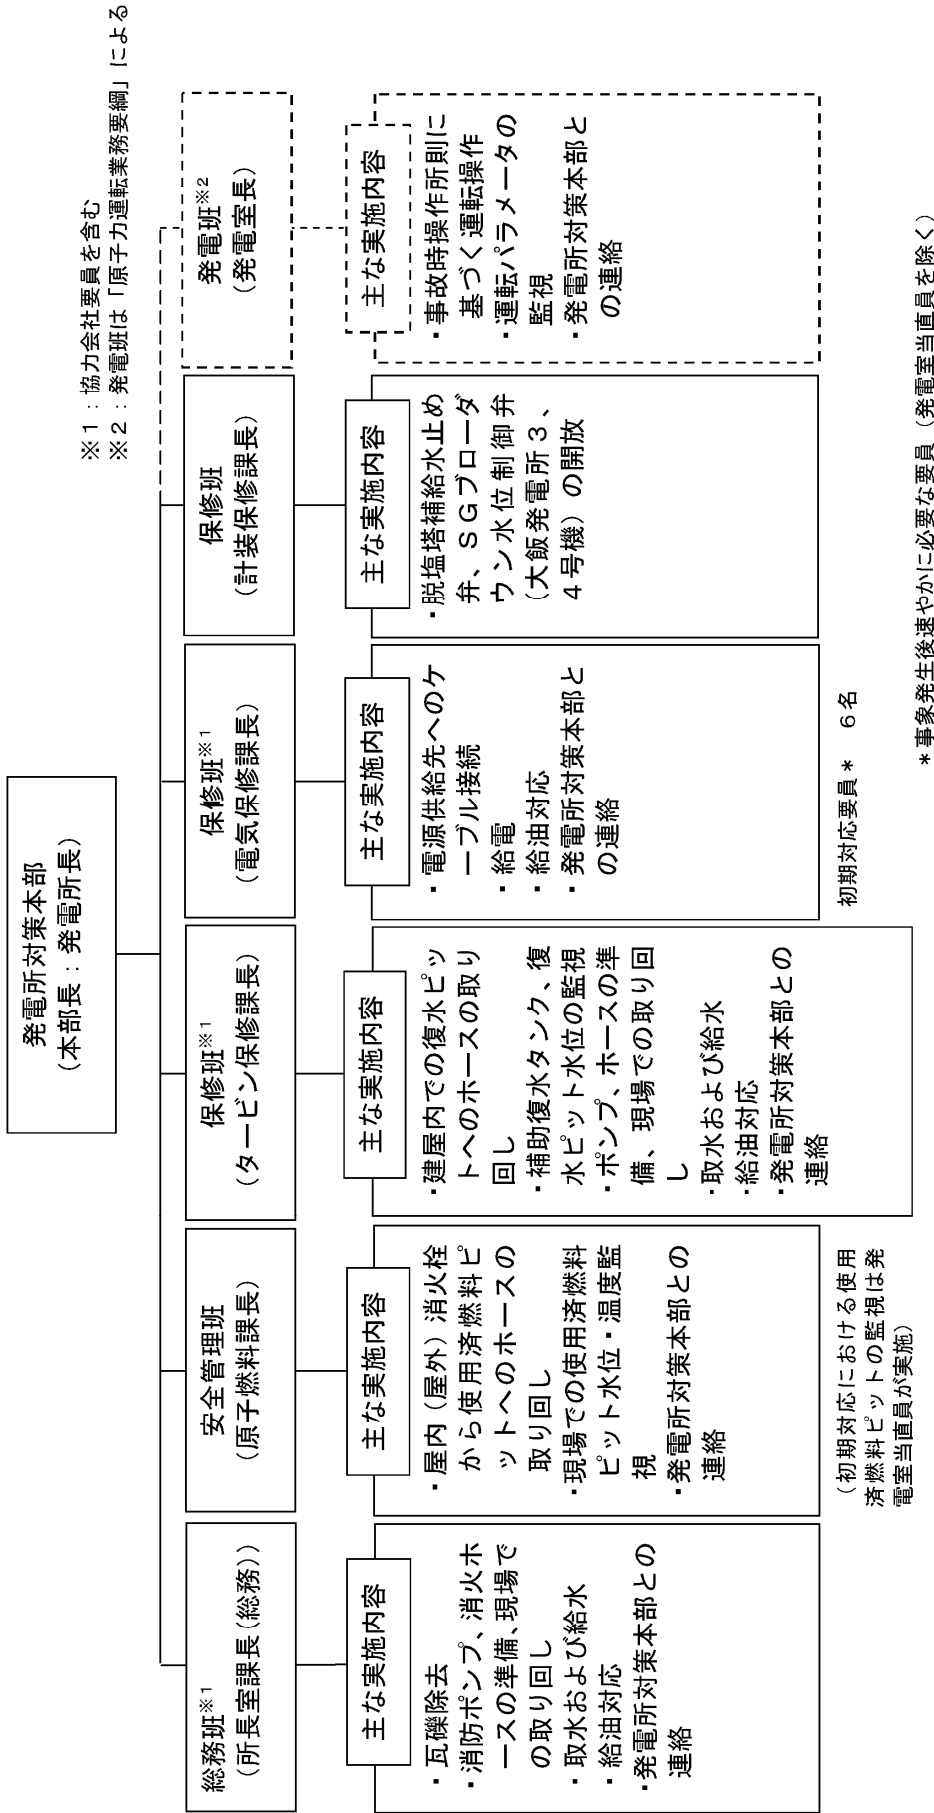 発電所対策本部
(本部長：発電所長)
※１：協力会社要員を含む
※２：発電班は「原子力運転業務要綱」による
総務班※1
(所長室課長(総務))
主な実施内容
・瓦礫除去
・消防ポンプ、消火ホ
ースの準備、現場で
の取り回し
・取水および給水
・給油対応
・発電所対策本部との
連絡
安全管理班
(原子燃料課長)
主な実施内容
・屋内(屋外)消火栓
から使用済燃料ピ
ットへのホースの
取り回し
・現場での使用済燃料
ピット水位・温度監
視
・発電所対策本部との
連絡
(初期対応における使用
済燃料ピットの監視は発
電室当直員が実施)
保修班※1
(タービン保修課長)
主な実施内容
・建屋内での復水ピッ
トへのホースの取り
回し
・補助復水タンク、復
水ピット水位の監視
・ポンプ、ホースの準
備、現場での取り回
し
・取水および給水
・給油対応
・発電所対策本部との
連絡
保修班※1
(電気保修課長)
主な実施内容
・電源供給先へのケ
ーブル接続
・給電
・給油対応
・発電所対策本部と
の連絡
初期対応要員＊　６名
保修班
(計装保修課長)
主な実施内容
・脱塩塔補給水止め
弁、ＳＧブローダ
ウン水位制御弁
(大飯発電所３、
４号機）の開放
発電班※2
(発電室長)
主な実施内容
・事故時操作所則に
基づく運転操作
・運転パラメータの
監視
・発電所対策本部と
の連絡
＊事象発生後速やかに必要な要員（発電室当直員を除く）